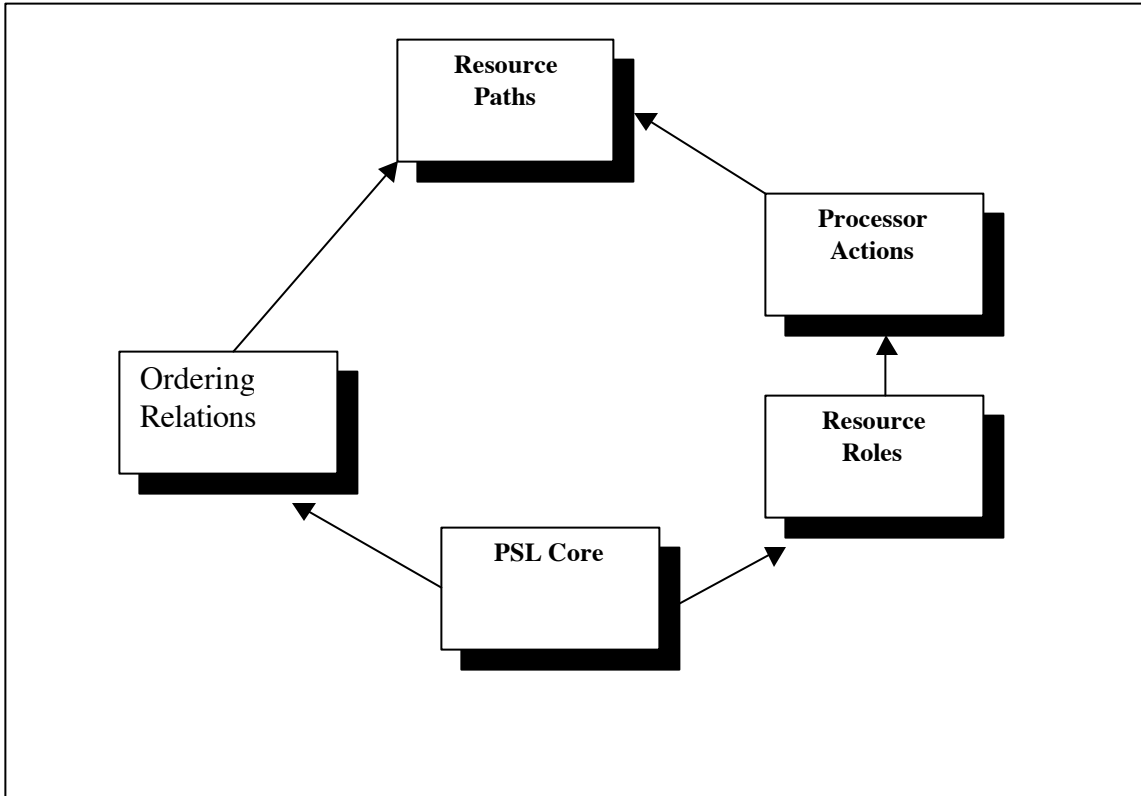 Resource
Paths
Processor
Actions
Ordering
Relations
Resource
Roles
PSL Core